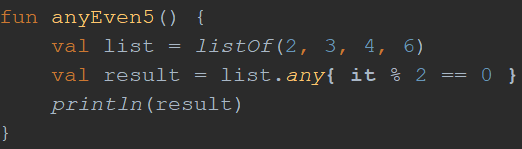 fun anyEven5() {
    val list = listOf(2, 3, 4, 6)
    val result = list.any{ it % 2 == 0 }
    println(result)
}